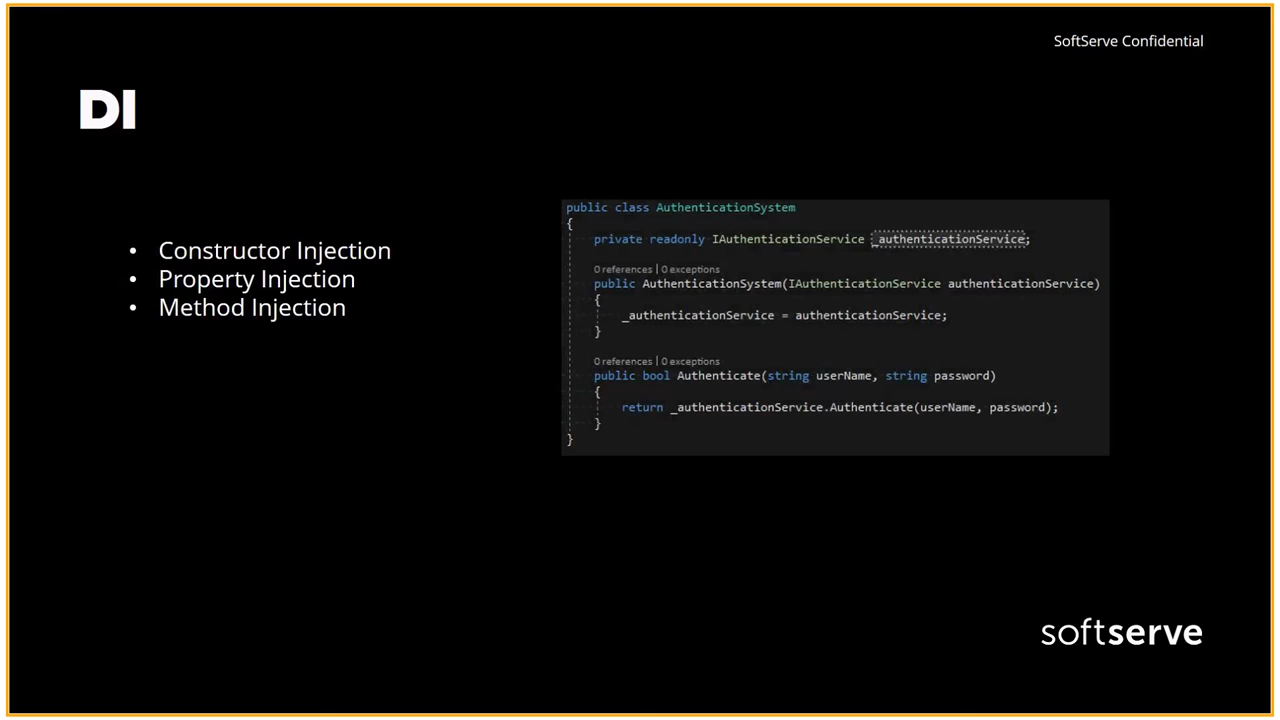 SoftServe Confidential
DI
• Constructor Injection
• Property Injection
• Method Injection
public class AuthenticationSystem
{
private readonly IAuthenticationService _authenticationService;
0 references | 0 exceptions
public AuthenticationSystem(IAuthenticationService authenticationService)
{
_authenticationService = authenticationService;
}
0 references | 0 exceptions
public bool Authenticate(string userName, string password)
{
return _authenticationService.Authenticate(userName, password);
}
}
softserve